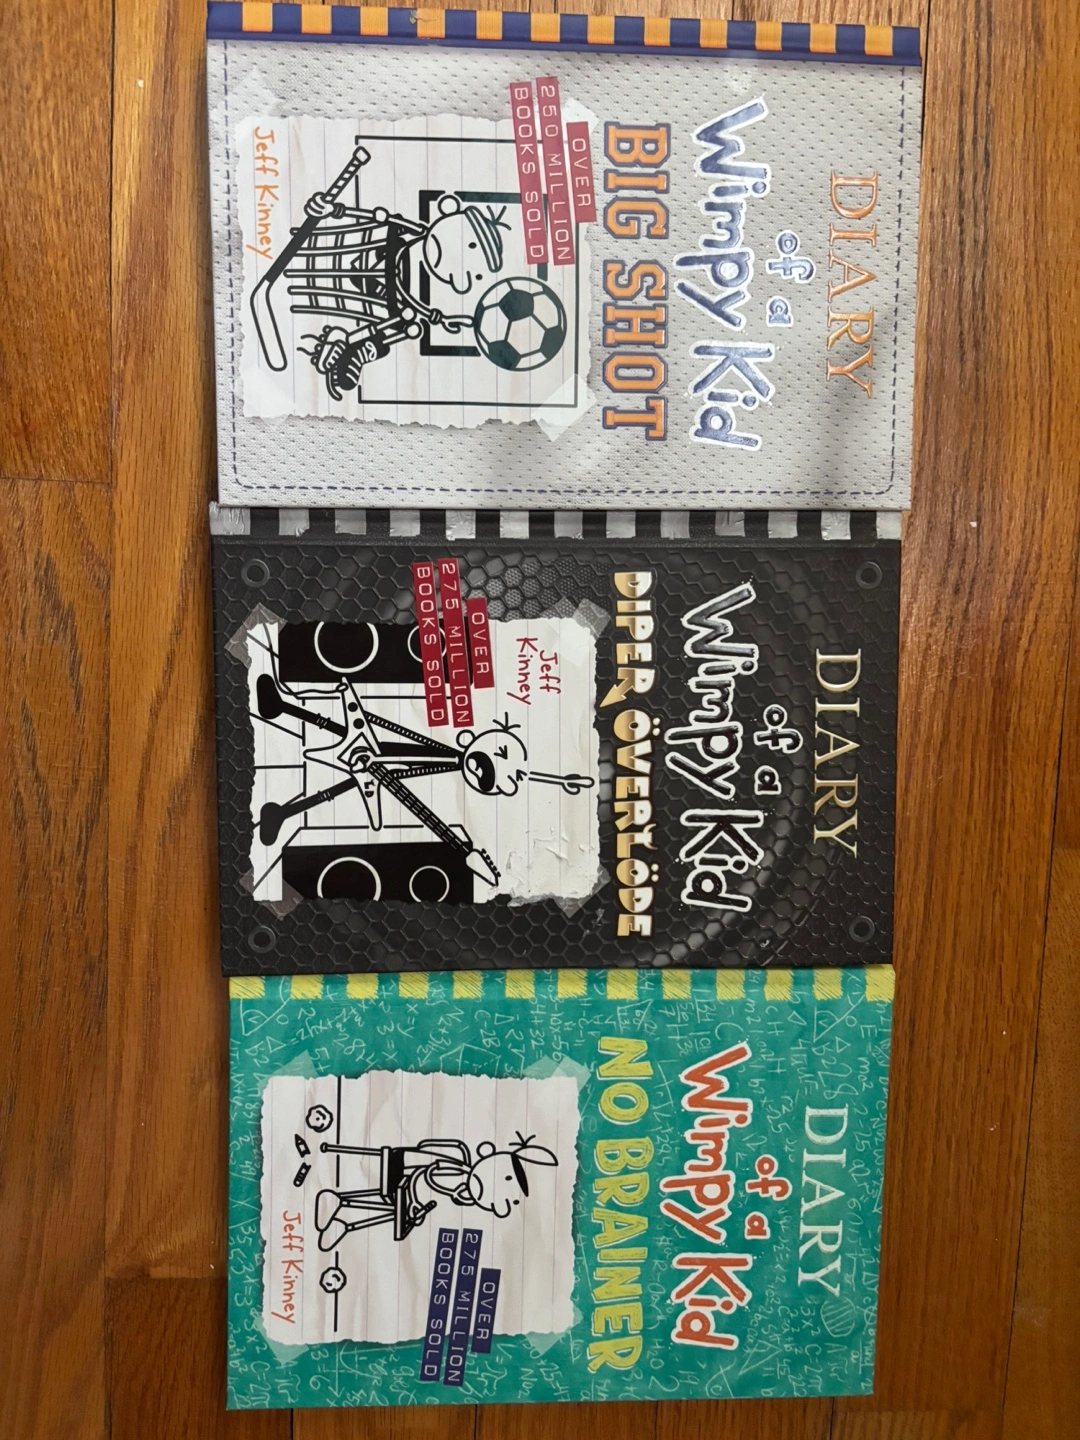 DIARY
of a
Wimpy Kid
BIG SHOT
OVER
250 MILLION
BOOKS SOLD
Jeff Kinney
DIARY
of a
Wimpy Kid
DIPER ÖVERLÖDE
Jeff
Kinney
OVER
275 MILLION
BOOKS SOLD
DIARY
of a
Wimpy Kid
NO BRAINER
OVER
275 MILLION
BOOKS SOLD
Jeff Kinney